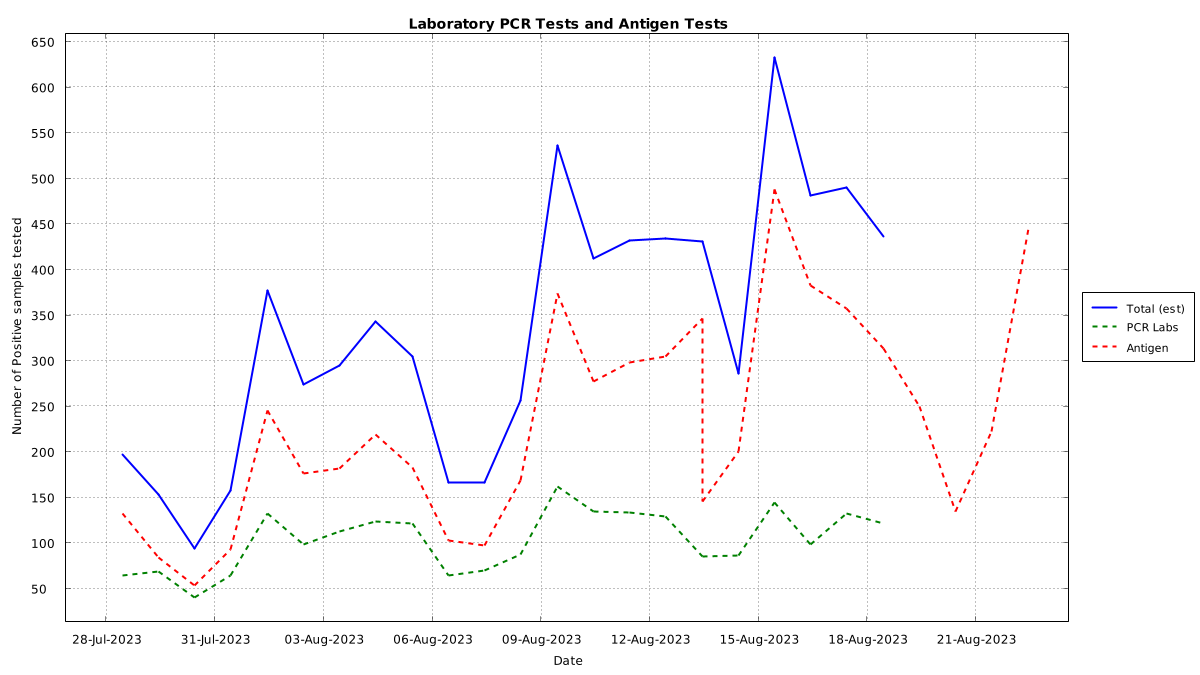 Laboratory PCR Tests and Antigen Tests
650
600
550
500
450
400
350
300
250
200
150
100
50
Number of Positive samples tested
28-Jul-2023 31-Jul-2023 03-Aug-2023 06-Aug-2023 09-Aug-2023 12-Aug-2023 15-Aug-2023 18-Aug-2023 21-Aug-2023
Date
Total (est)
PCR Labs
Antigen